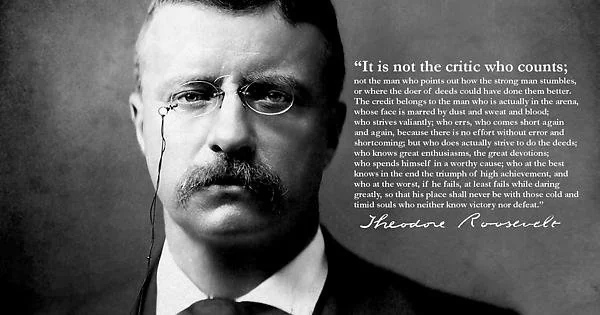 “It is not the critic who counts;
not the man who points out how the strong man stumbles,
or where the doer of deeds could have done them better.
The credit belongs to the man who is actually in the arena,
whose face is marred by dust and sweat and blood;
who strives valiantly; who errs, who comes short again
and again, because there is no effort without error and
shortcoming; but who does actually strive to do the deeds;
who knows great enthusiasms, the great devotions;
who spends himself in a worthy cause; who at the best
knows in the end the triumph of high achievement, and
who at the worst, if he fails, at least fails while daring
greatly, so that his place shall never be with those cold and
timid souls who neither know victory nor defeat.”
Theodore Roosevelt